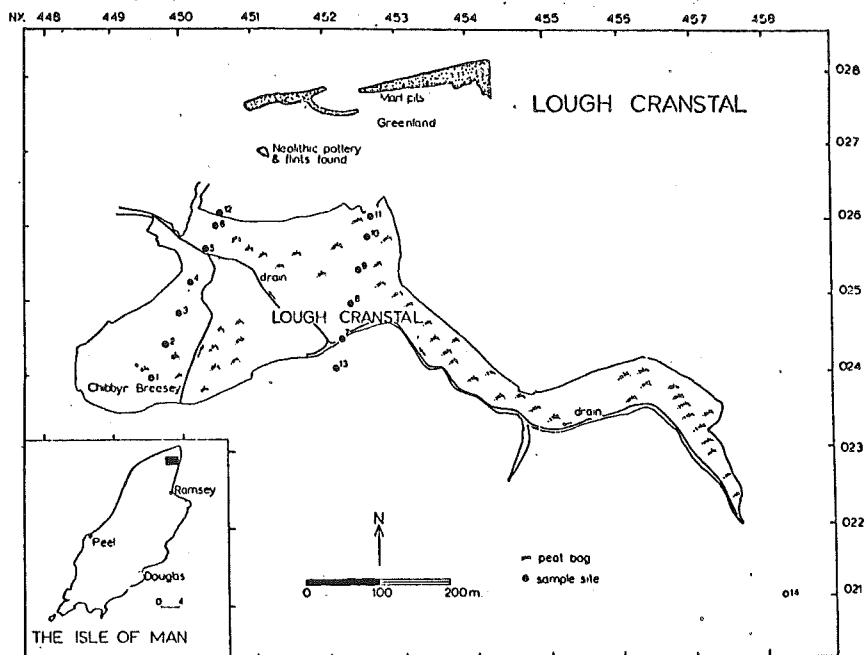 NX 448 449 450 451 452 453 454 455 456 457 458
028
Marl pits
LOUGH CRANSTAL
Greenland
027
Neolithic pottery
& flints found
12
11
026
6
10
5
9
4
drain
025
8
3
LOUGH CRANSTAL
7
2
13
024
1
Chibbyr Breasey
drain
023
Ramsey
N
022
Peel
peat bog
Douglas
sample site
0 4
0 100 200 m.
14
021
THE ISLE OF MAN